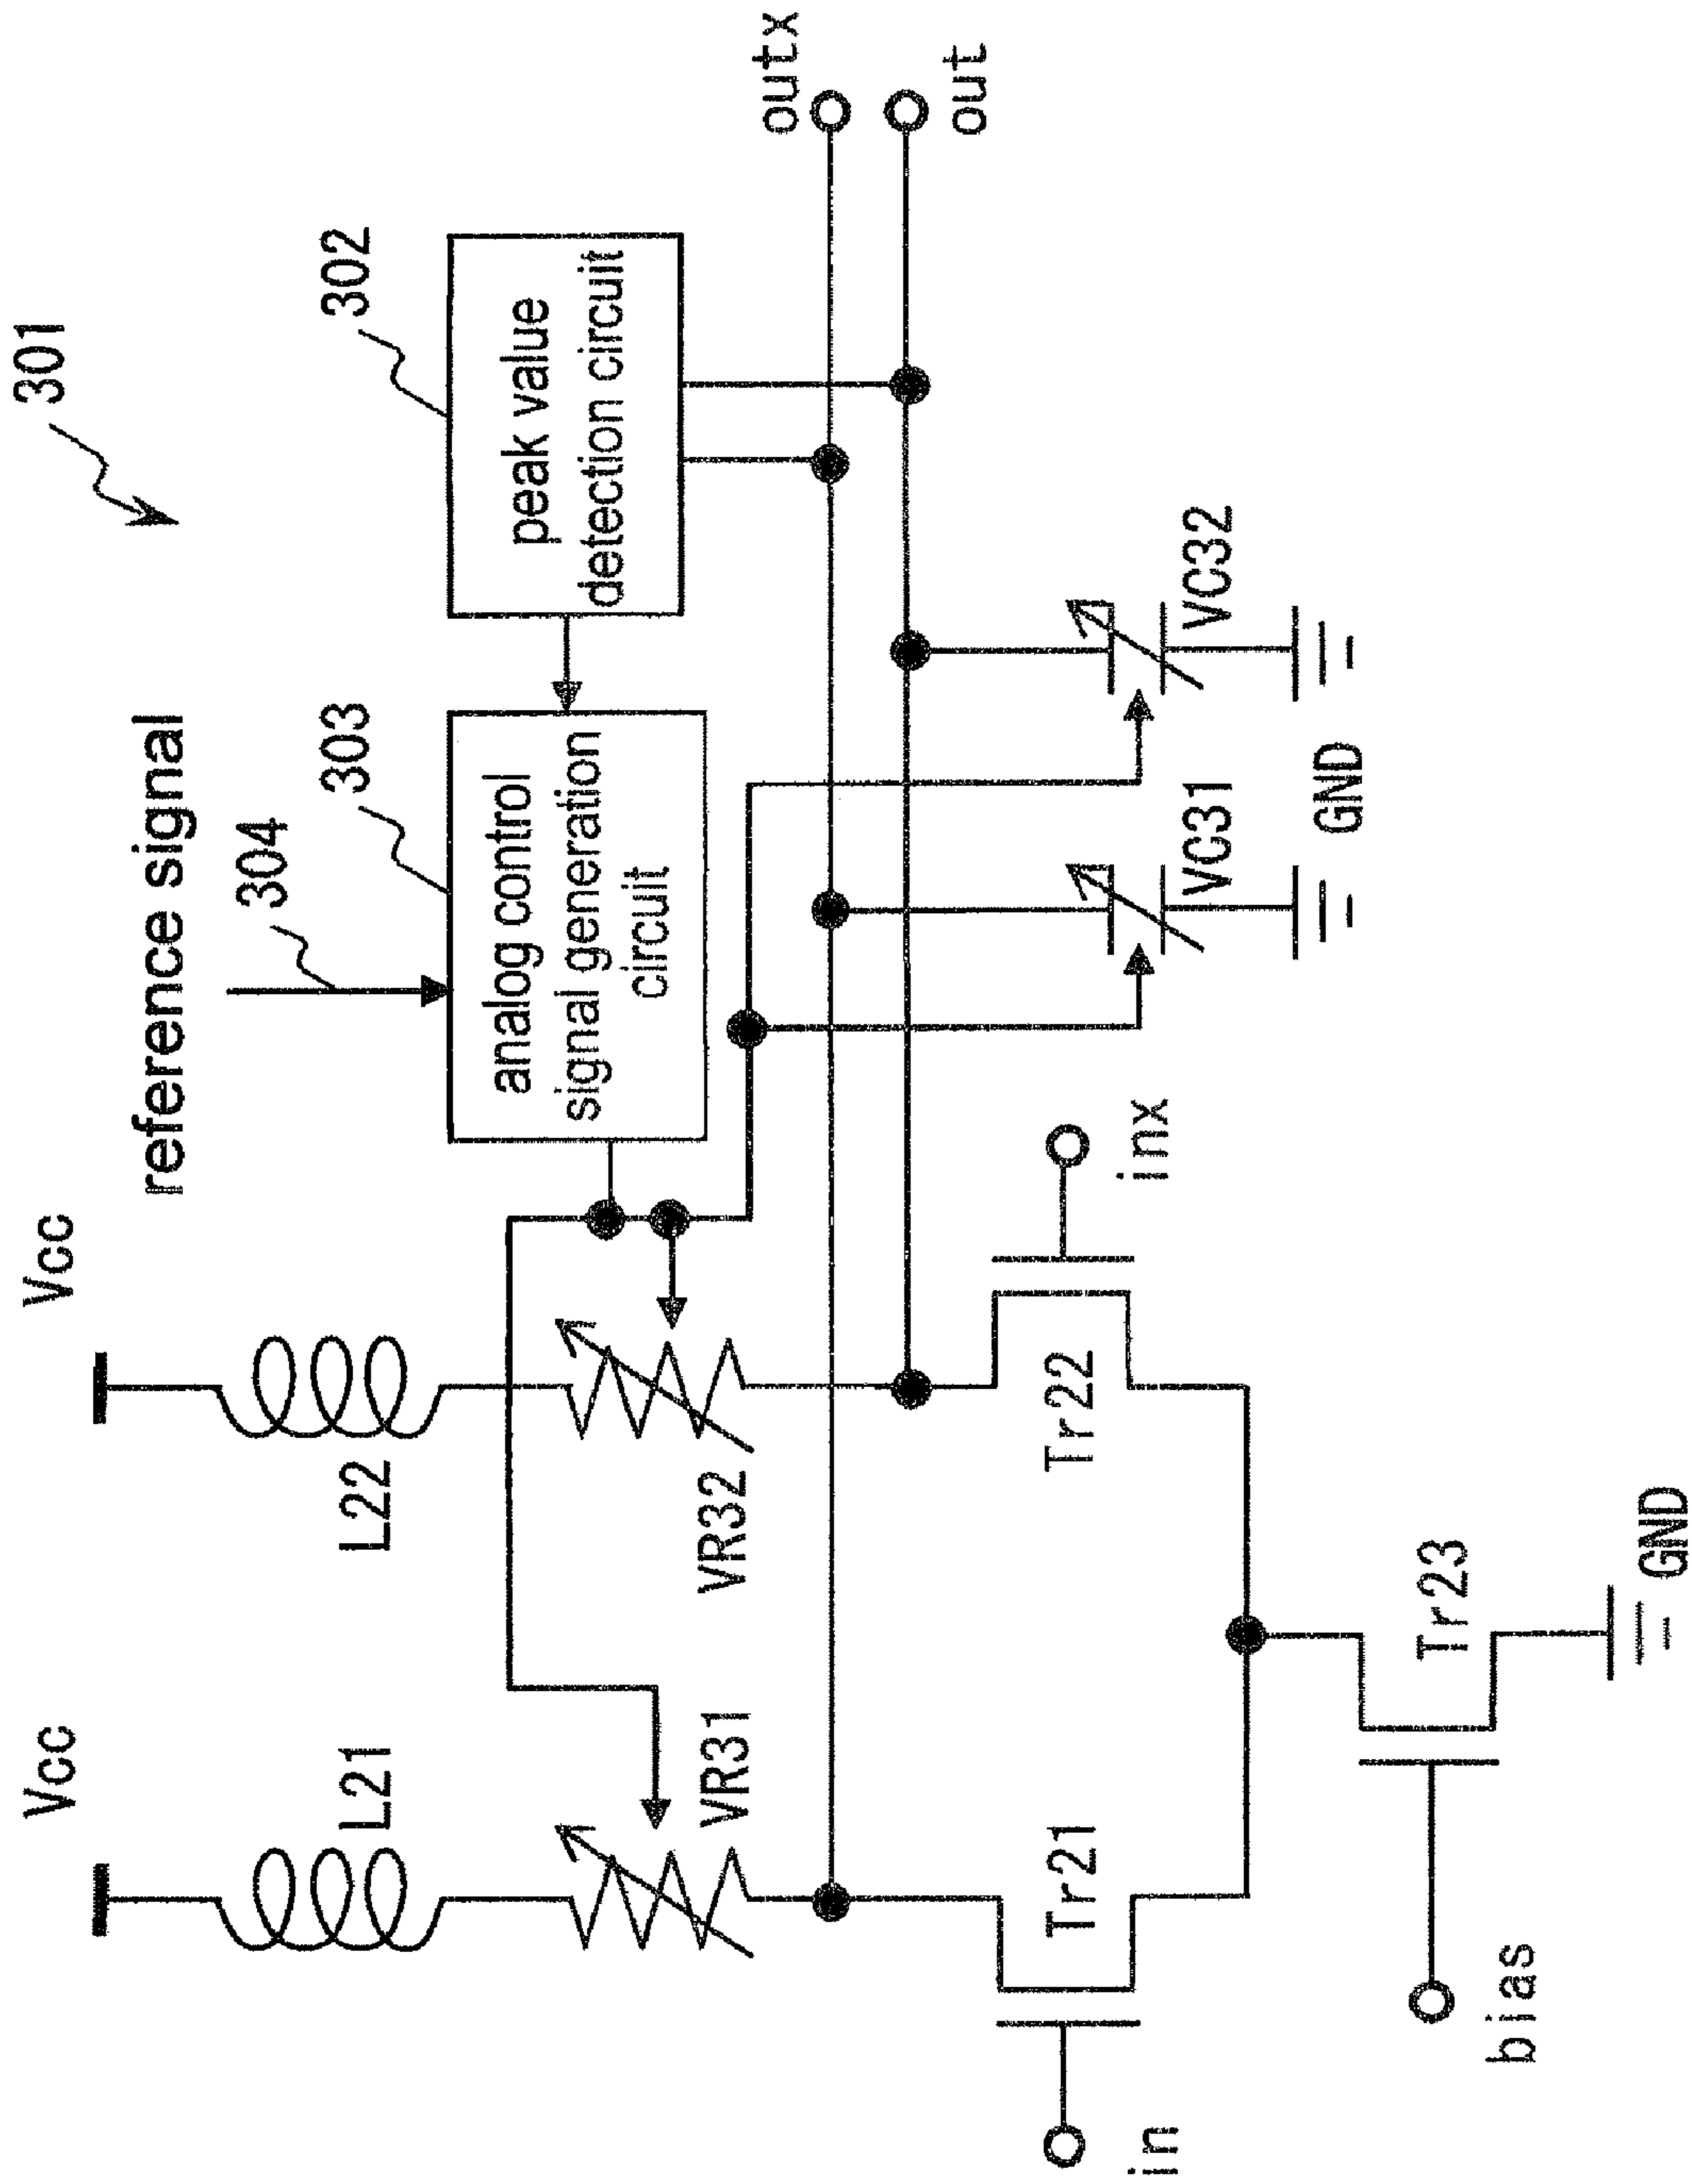 301
reference signal
304
303
302
Vcc
Vcc
L21
L22
analog control
signal generation
circuit
peak value
detection circuit
VR31
VR32
outx
out
in
Tr21
Tr22
inx
Vc31
VC32
GND
bias
Tr23
GND